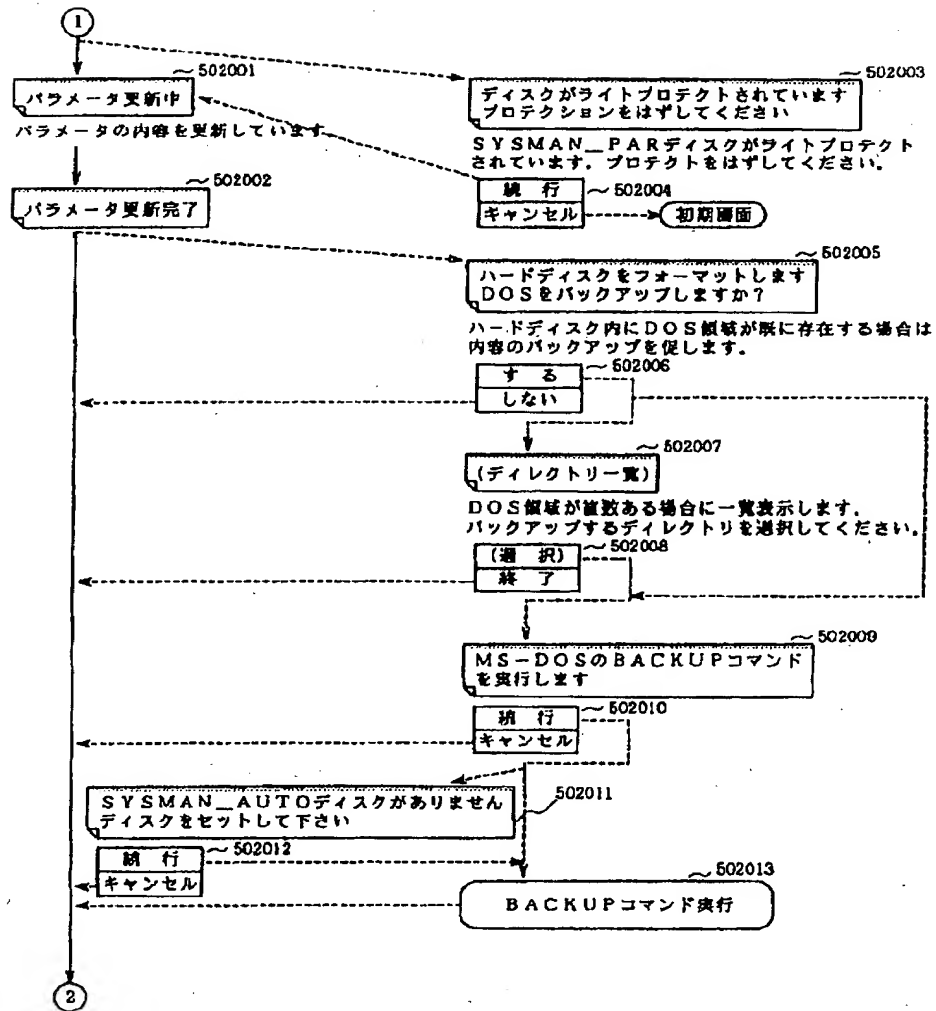 1
502001
パラメータ更新中
パラメータの内容を更新しています
502003
ディスクがライトプロテクトされています
プロテクションをはずしてください
SYSMAN__PARディスクがライトプロテクト
されています．プロテクトをはずしてください．
502002
パラメータ更新完了
502004
続 行
キャンセル
初期画面
502005
ハードディスクをフォーマットします
DOSをバックアップしますか？
ハードディスク内にDOS領域が既に存在する場合は
内容のバックアップを促します．
502006
す る
しない
502007
(ディレクトリ一覧)
DOS領域が複数ある場合に一覧表示します．
バックアップするディレクトリを選択してください．
502008
(選 択)
終 了
502009
MS－DOSのBACKUPコマンド
を実行します
502010
続 行
キャンセル
SYSMAN__AUTOディスクがありません
ディスクをセットして下さい
502011
502012
続 行
キャンセル
502013
BACKUPコマンド実行
2